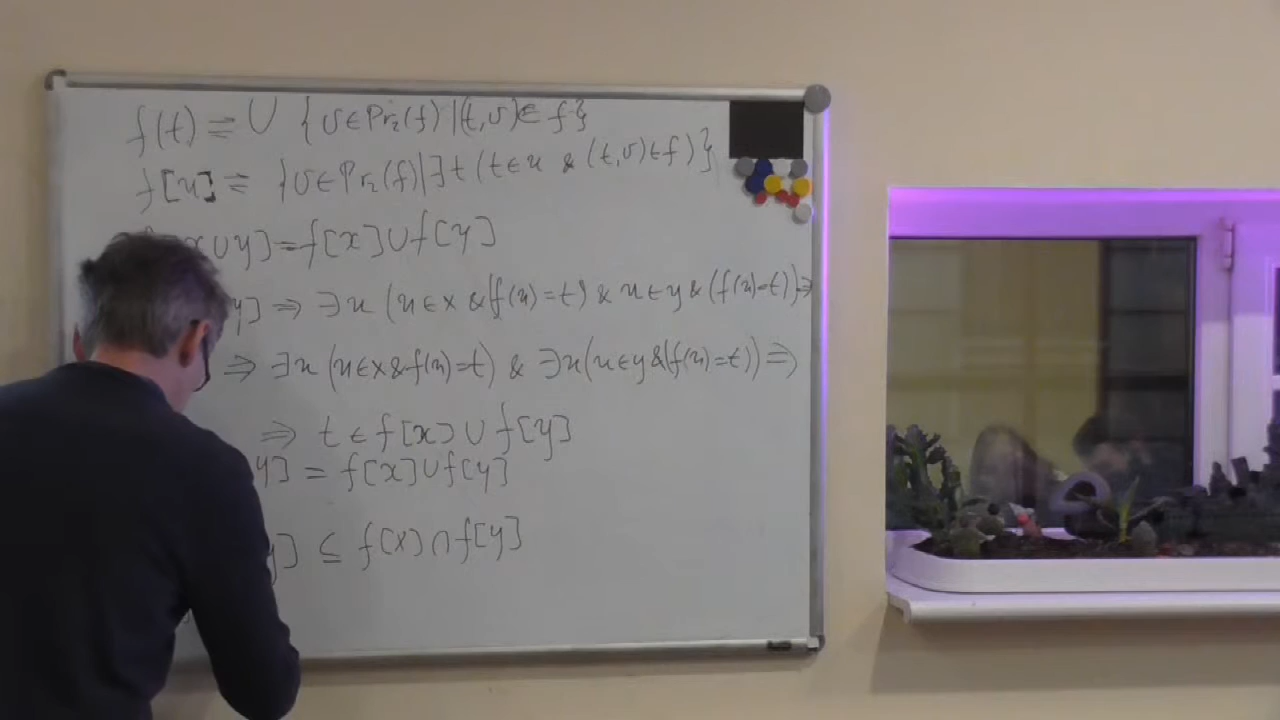 f(t) ⇌ ∪ {υ∈Pr₂(f) | (t,υ)∈ f}
f[u] ⇌ {υ∈Pr₂(f) | ∃t (t∈u & (t,υ)∈f)}
x∪y] = f[x]∪f[y]
y] ⇒ ∃u (u∈x & (f(u)=t) & u∈y & (f(u)=t)) ⇒
⇒ ∃u (u∈x & f(u)=t) & ∃u(u∈y & (f(u)=t)) ⇒
⇒ t ∈ f[x] ∪ f[y]
y] = f[x]∪f[y]
y] ⊆ f[x]∩f[y]